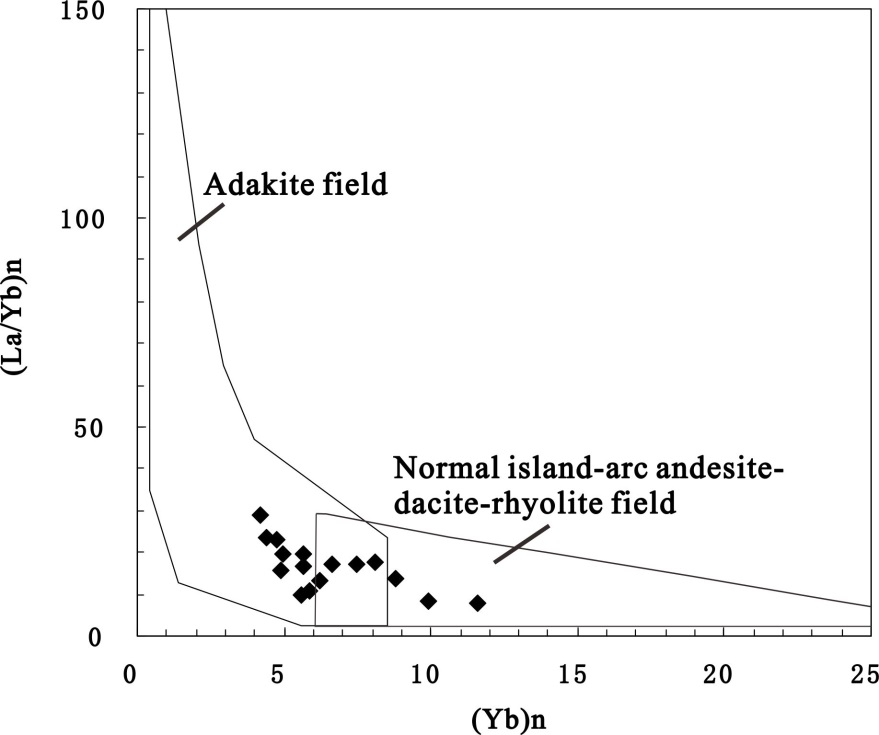 150
Adakite field
100
(La/Yb)n
50
Normal island-arc andesite-
dacite-rhyolite field
0
0 5 10 15 20 25
(Yb)n